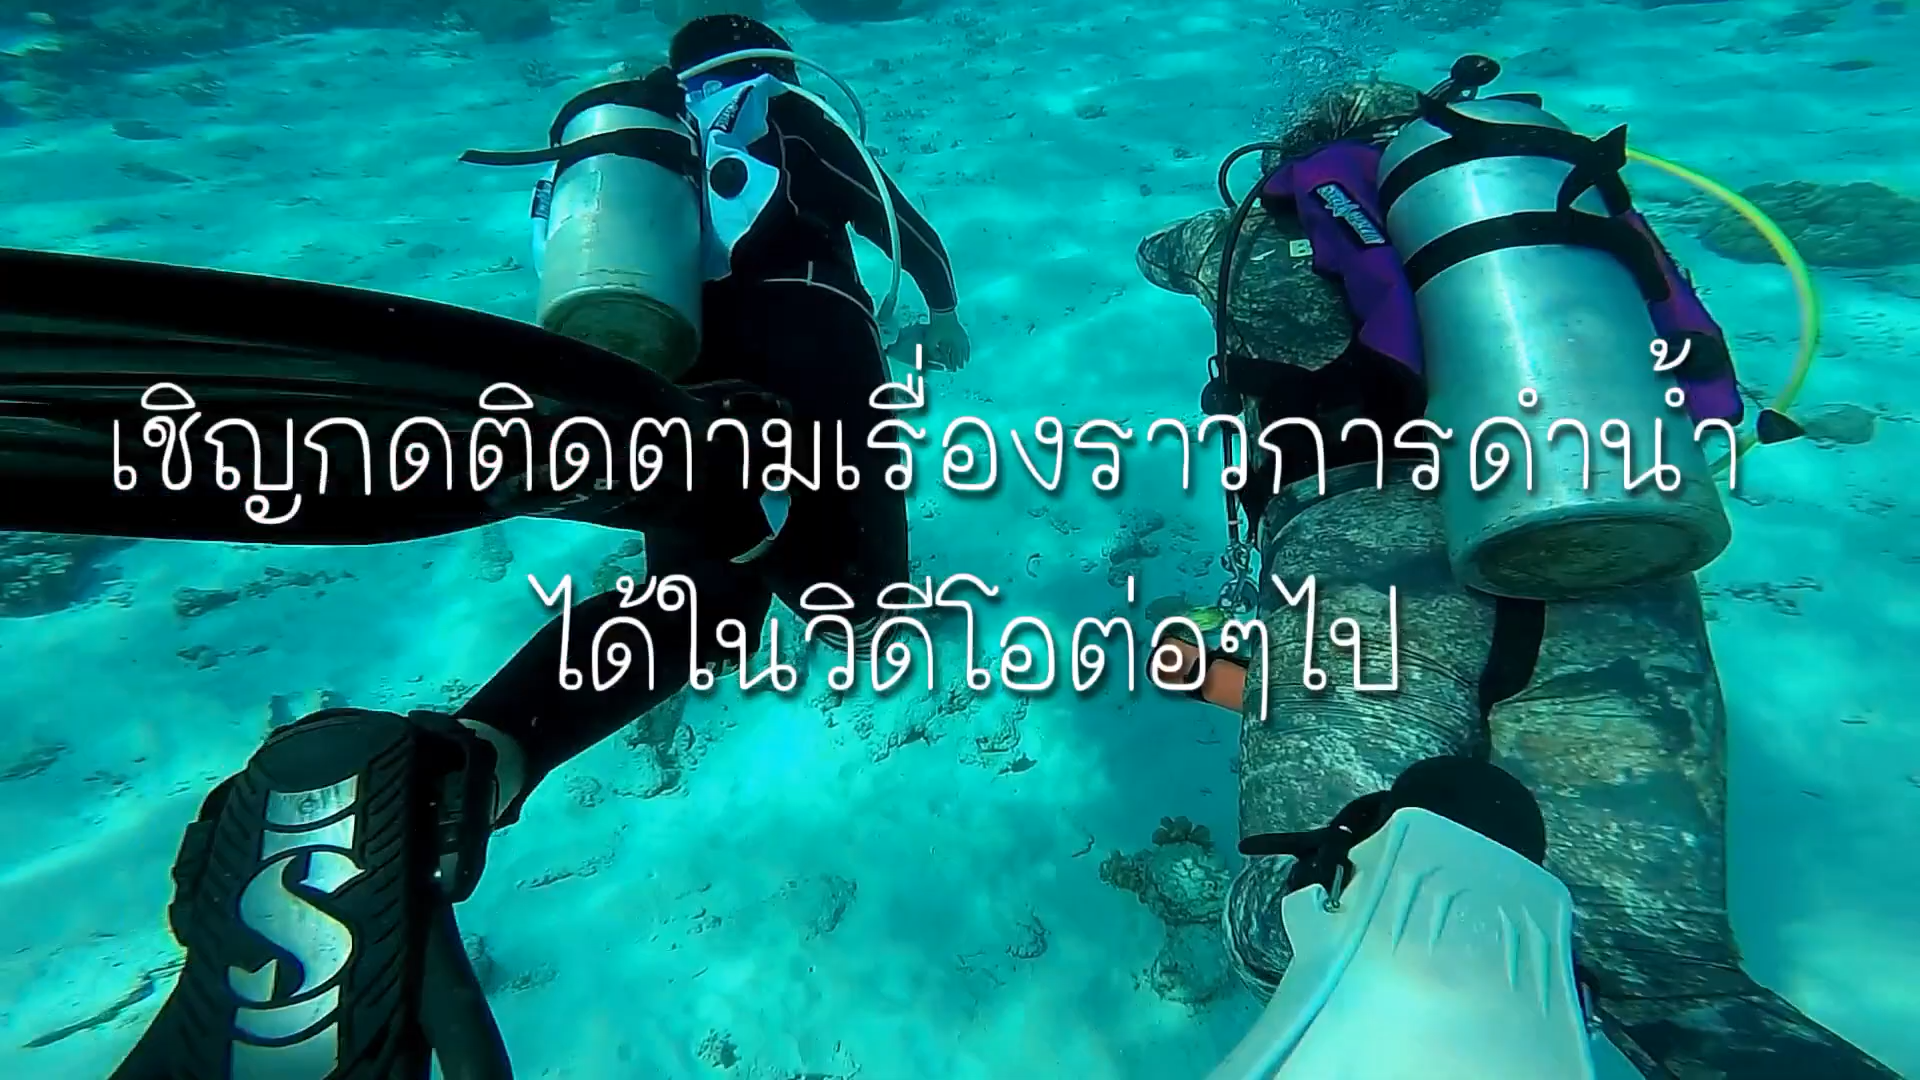 เชิญกดติดตามเรื่องราวการดำน้ำ
ได้ในวิดีโอต่อๆไป
S
B